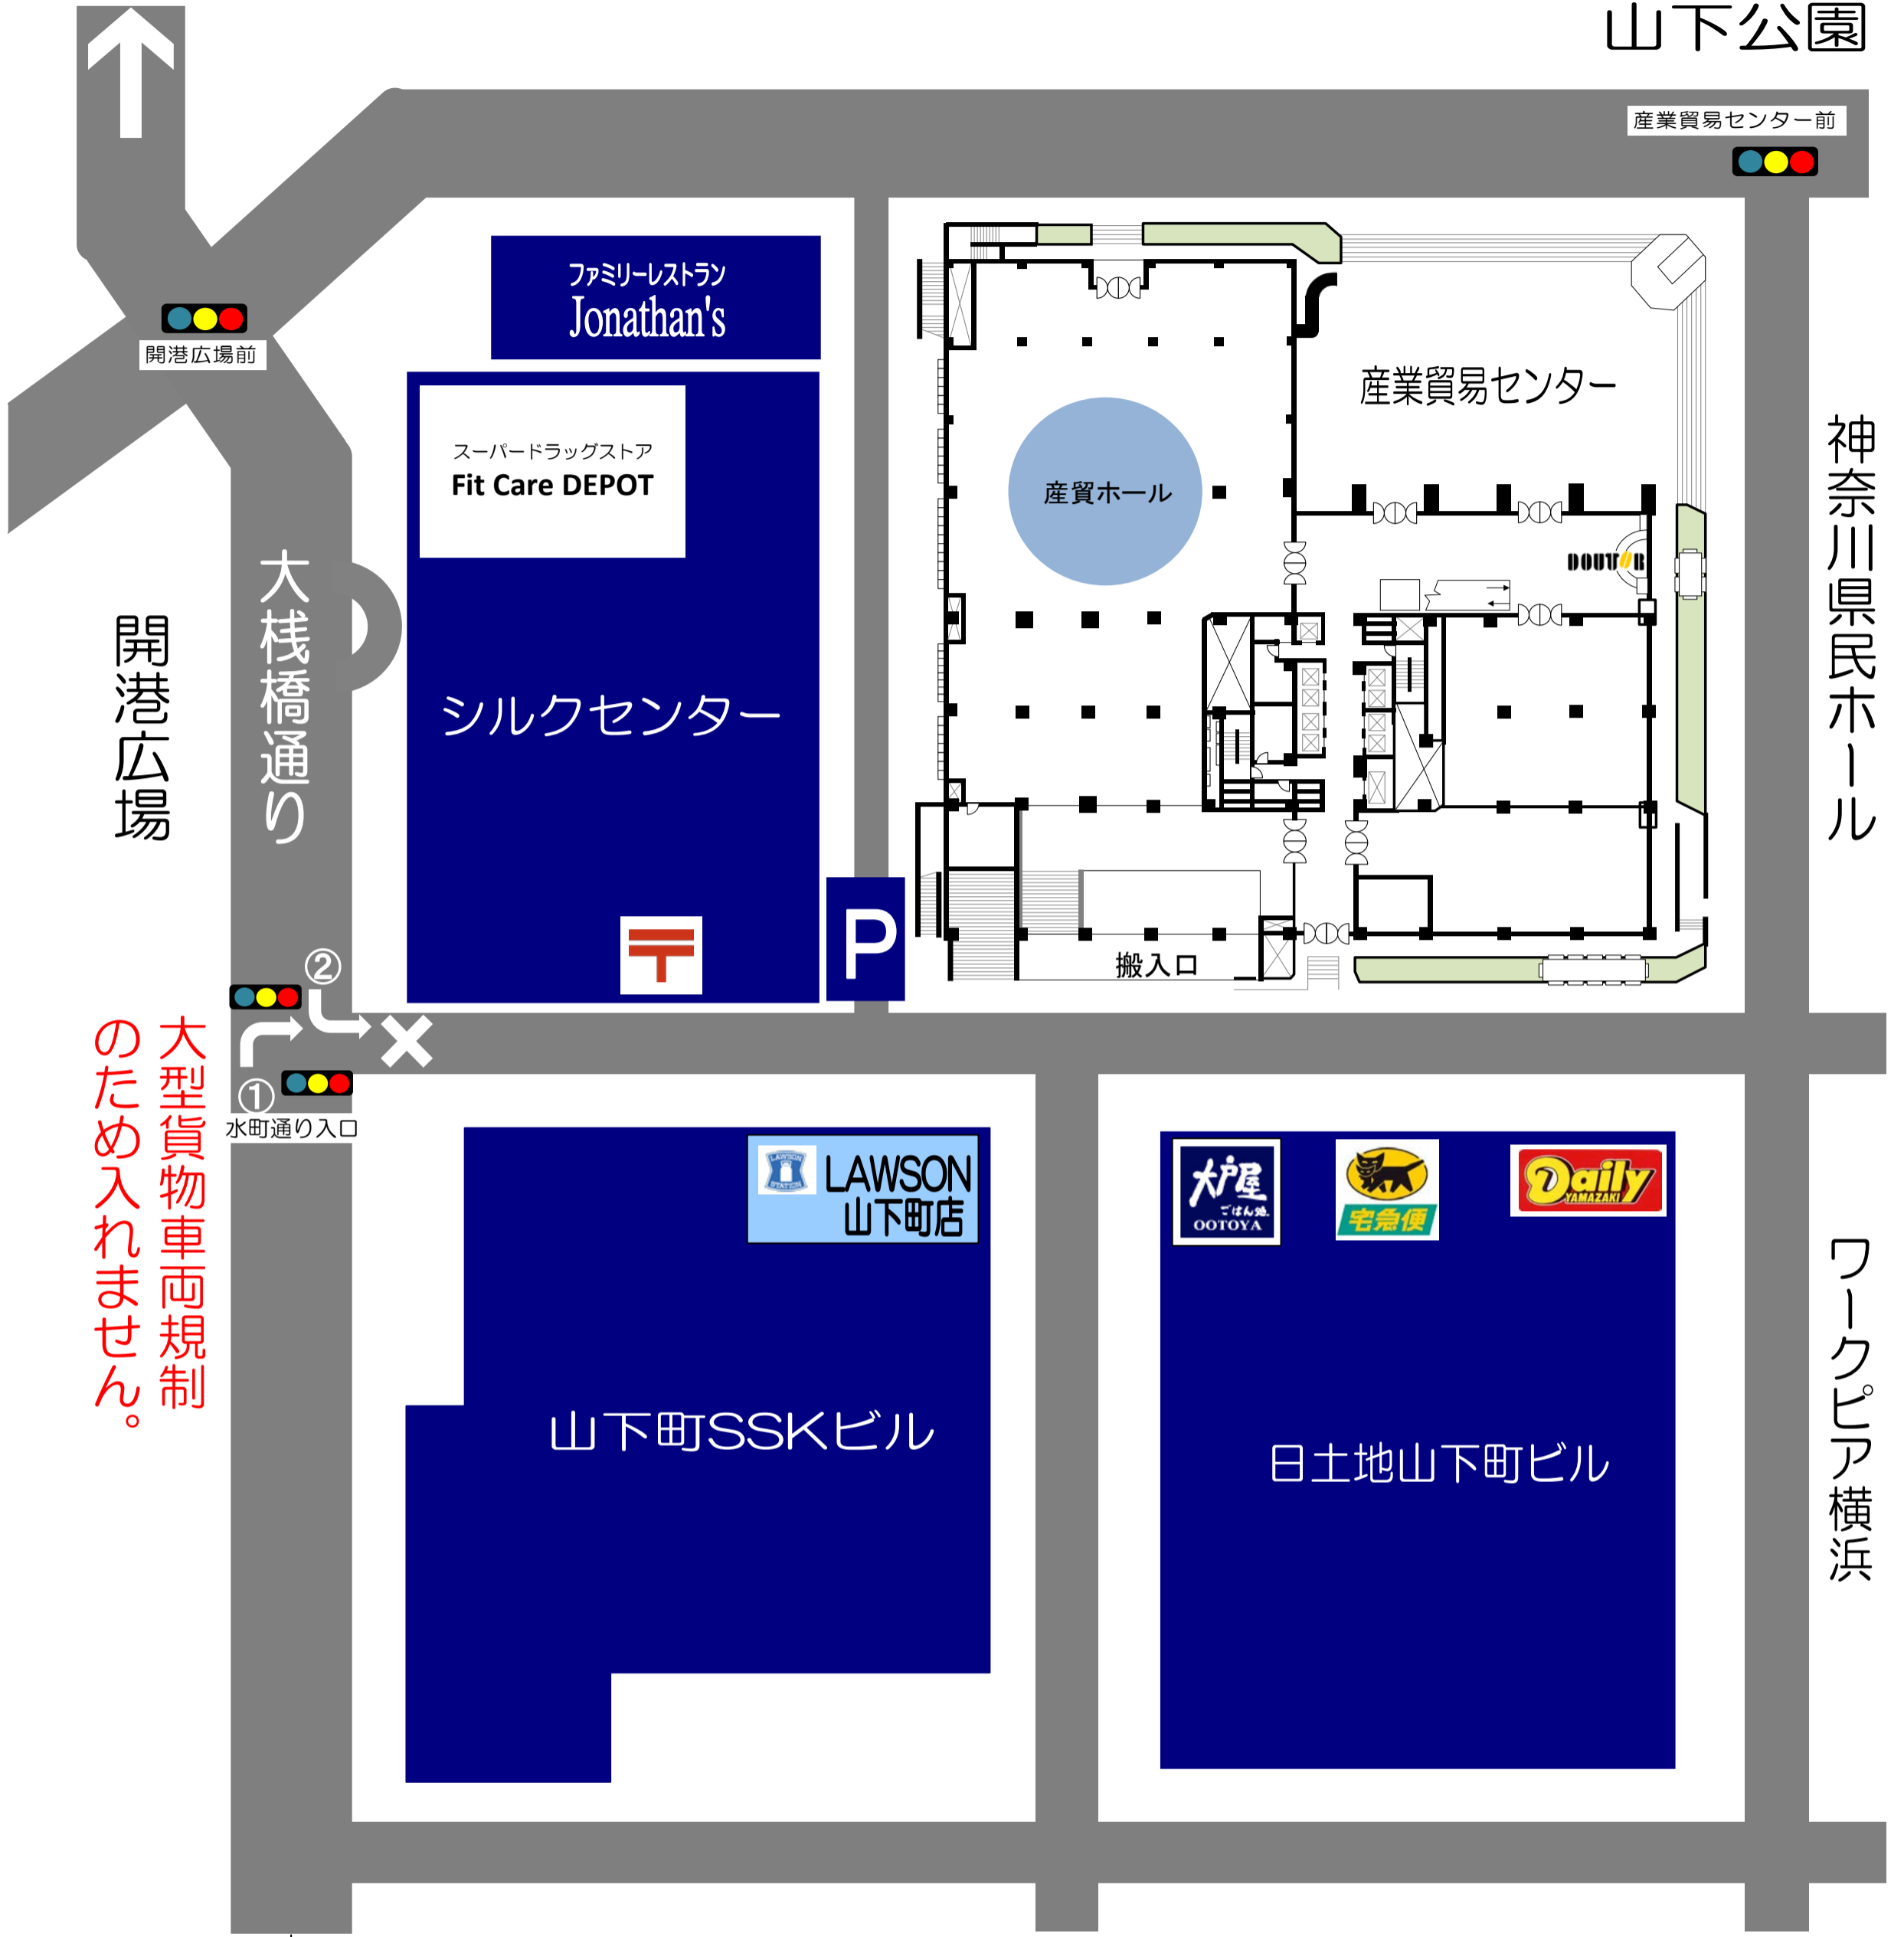 山下公園
産業貿易センター前
ファミリーレストラン
Jonathan's
開港広場前
産業貿易センター
スーパードラッグストア
Fit Care DEPOT
産貿ホール
DOUTOR
神奈川県民ホール
大桟橋通り
開港広場
シルクセンター
〒
P
搬入口
②
①
水町通り入口
大型貨物車両規制
のため入れません。
LAWSON
STATION
LAWSON
山下町店
大戸屋
ごはん処
OOTOYA
宅急便
Daily
YAMAZAKI
ワークピア横浜
山下町SSKビル
日土地山下町ビル